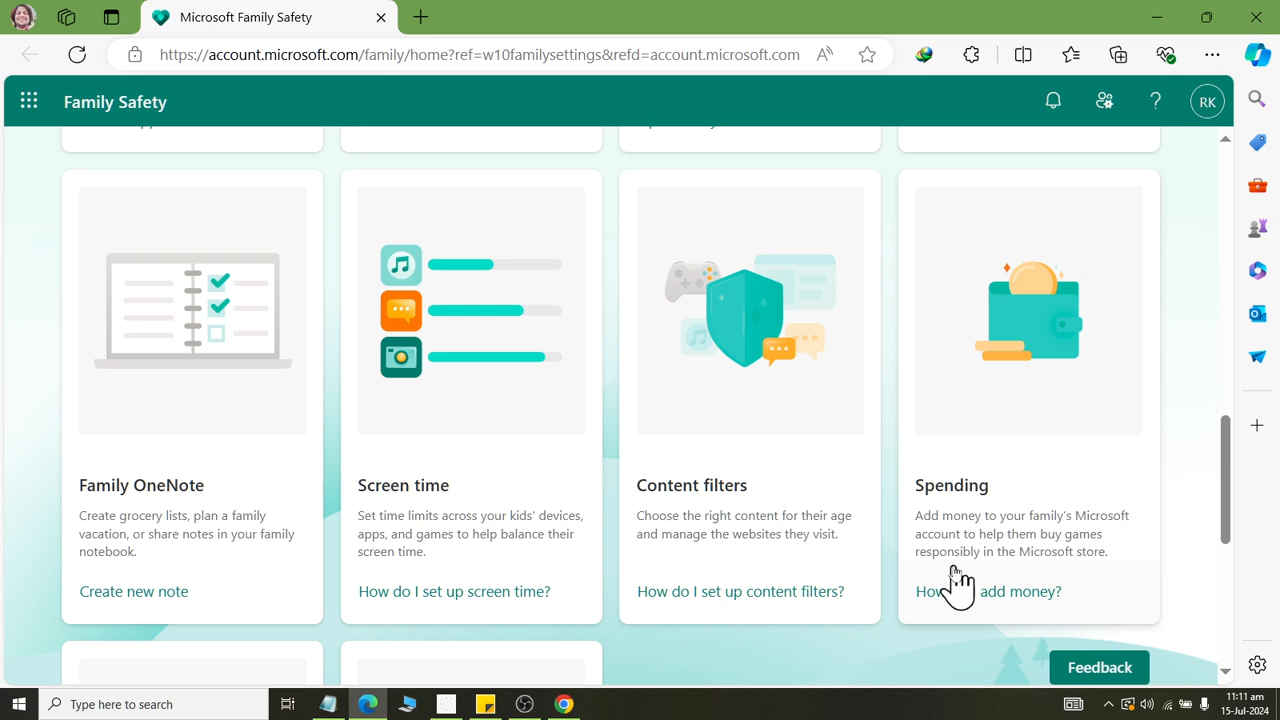 Microsoft Family Safety
https://account.microsoft.com/family/home?ref=w10familysettings&refd=account.microsoft.com
Family Safety
RK
Family OneNote
Create grocery lists, plan a family
vacation, or share notes in your family
notebook.
Create new note
Screen time
Set time limits across your kids' devices,
apps, and games to help balance their
screen time.
How do I set up screen time?
Content filters
Choose the right content for their age
and manage the websites they visit.
How do I set up content filters?
Spending
Add money to your family's Microsoft
account to help them buy games
responsibly in the Microsoft store.
add money?
Feedback
Type here to search
11:11 am
15-Jul-2024